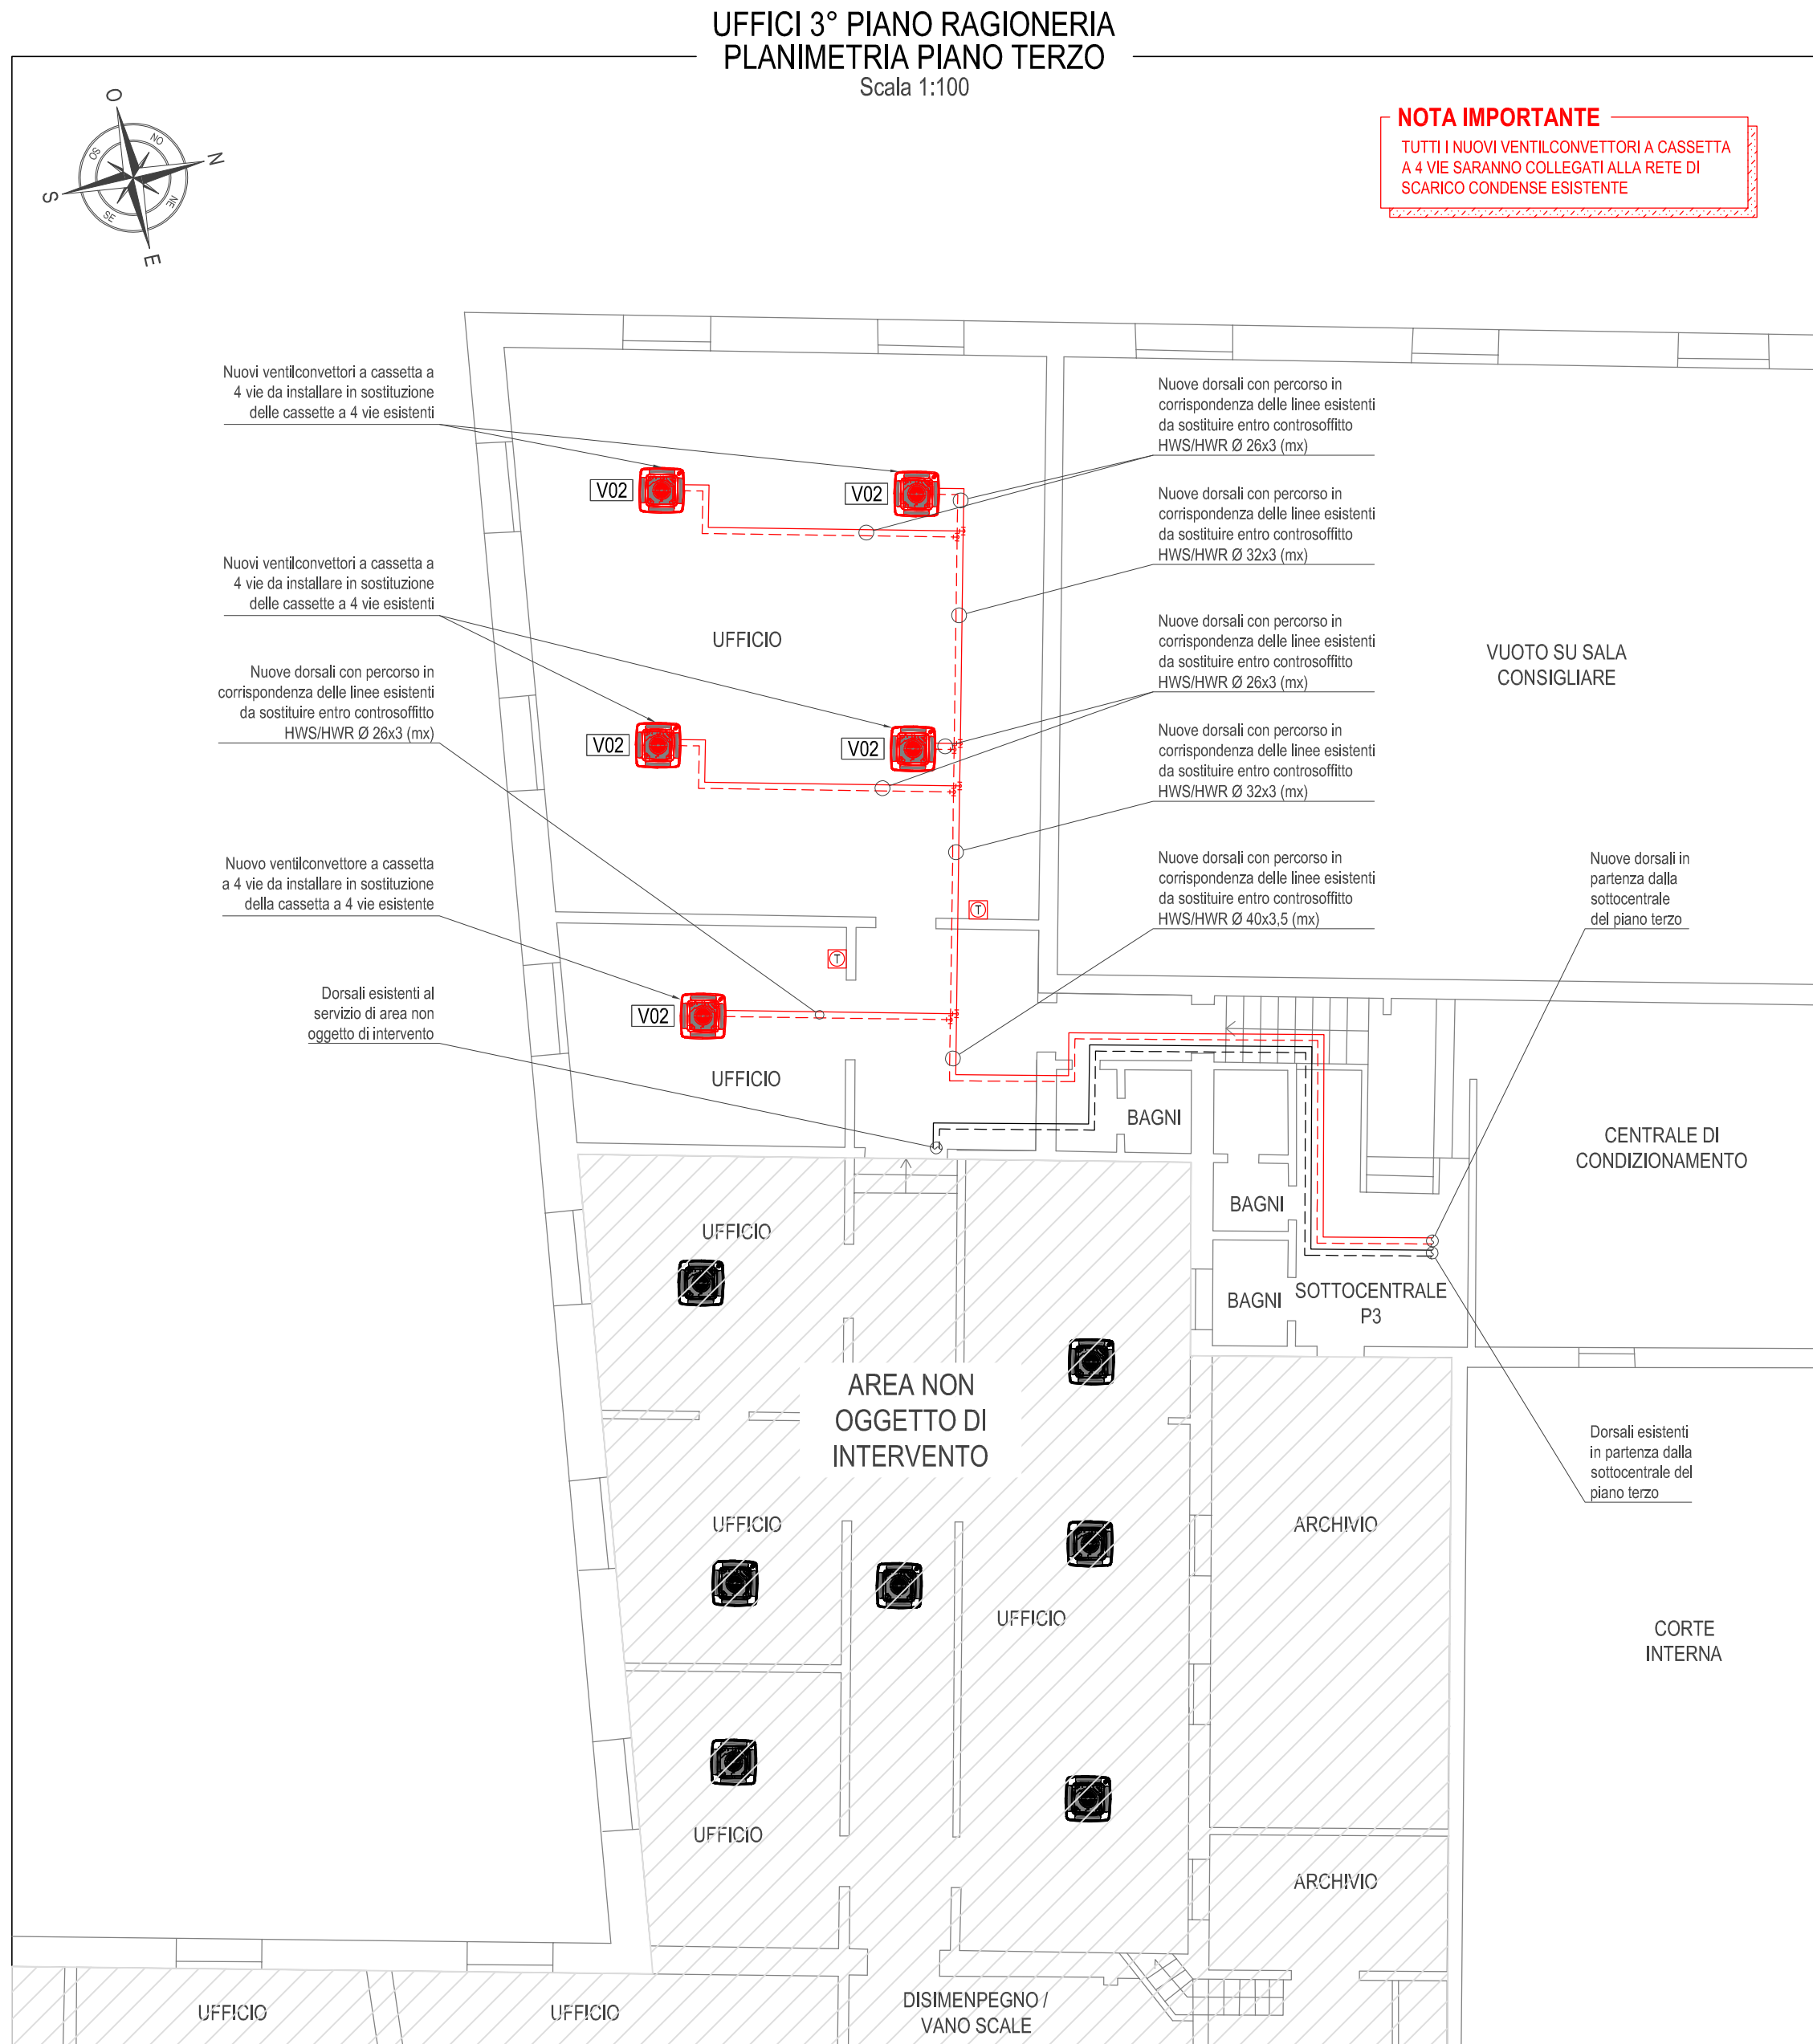 UFFICI 3° PIANO RAGIONERIA
PLANIMETRIA PIANO TERZO
Scala 1:100
O
NO
N
NE
E
SE
S
SO
NOTA IMPORTANTE
TUTTI I NUOVI VENTILCONVETTORI A CASSETTA
A 4 VIE SARANNO COLLEGATI ALLA RETE DI
SCARICO CONDENSE ESISTENTE
Nuovi ventilconvettori a cassetta a
4 vie da installare in sostituzione
delle cassette a 4 vie esistenti
Nuove dorsali con percorso in
corrispondenza delle linee esistenti
da sostituire entro controsoffitto
HWS/HWR Ø 26x3 (mx)
V02
V02
Nuove dorsali con percorso in
corrispondenza delle linee esistenti
da sostituire entro controsoffitto
HWS/HWR Ø 32x3 (mx)
Nuovi ventilconvettori a cassetta a
4 vie da installare in sostituzione
delle cassette a 4 vie esistenti
UFFICIO
Nuove dorsali con percorso in
corrispondenza delle linee esistenti
da sostituire entro controsoffitto
HWS/HWR Ø 26x3 (mx)
VUOTO SU SALA
CONSIGLIARE
Nuove dorsali con percorso in
corrispondenza delle linee esistenti
da sostituire entro controsoffitto
HWS/HWR Ø 26x3 (mx)
V02
V02
Nuove dorsali con percorso in
corrispondenza delle linee esistenti
da sostituire entro controsoffitto
HWS/HWR Ø 32x3 (mx)
Nuovo ventilconvettore a cassetta
a 4 vie da installare in sostituzione
della cassetta a 4 vie esistente
Nuove dorsali con percorso in
corrispondenza delle linee esistenti
da sostituire entro controsoffitto
HWS/HWR Ø 40x3,5 (mx)
Nuove dorsali in
partenza dalla
sottocentrale
del piano terzo
T
T
Dorsali esistenti al
servizio di area non
oggetto di intervento
V02
UFFICIO
BAGNI
CENTRALE DI
CONDIZIONAMENTO
BAGNI
UFFICIO
BAGNI
SOTTOCENTRALE
P3
AREA NON
OGGETTO DI
INTERVENTO
Dorsali esistenti
in partenza dalla
sottocentrale del
piano terzo
UFFICIO
ARCHIVIO
UFFICIO
CORTE
INTERNA
UFFICIO
ARCHIVIO
UFFICIO
UFFICIO
DISIMENPEGNO /
VANO SCALE